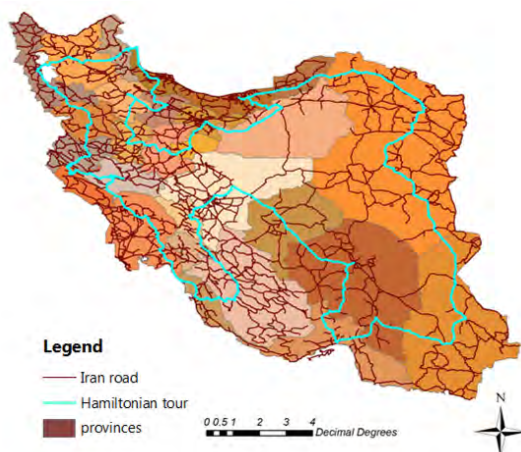 Legend
Iran road
Hamiltonian tour
provinces
N
0 0.5 1 2 3 4
Decimal Degrees